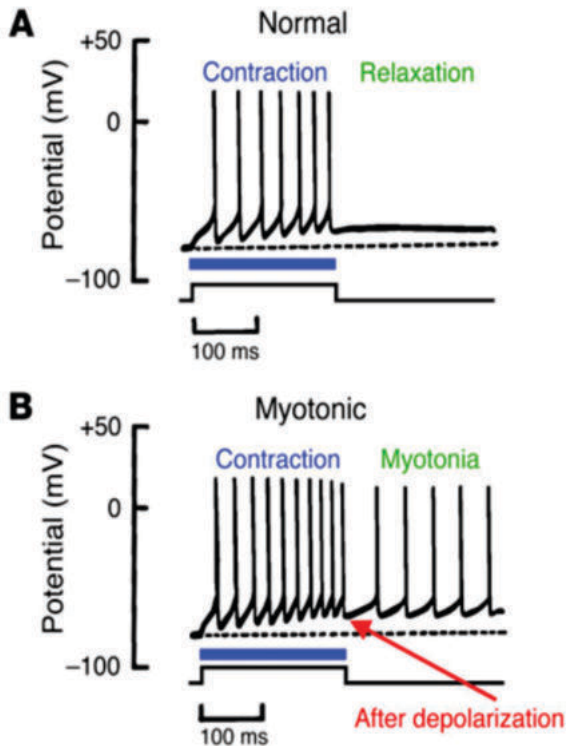 A
Normal
+50
Contraction Relaxation
0
Potential (mV)
−100
100 ms
B
Myotonic
+50
Contraction Myotonia
0
Potential (mV)
−100
After depolarization
100 ms